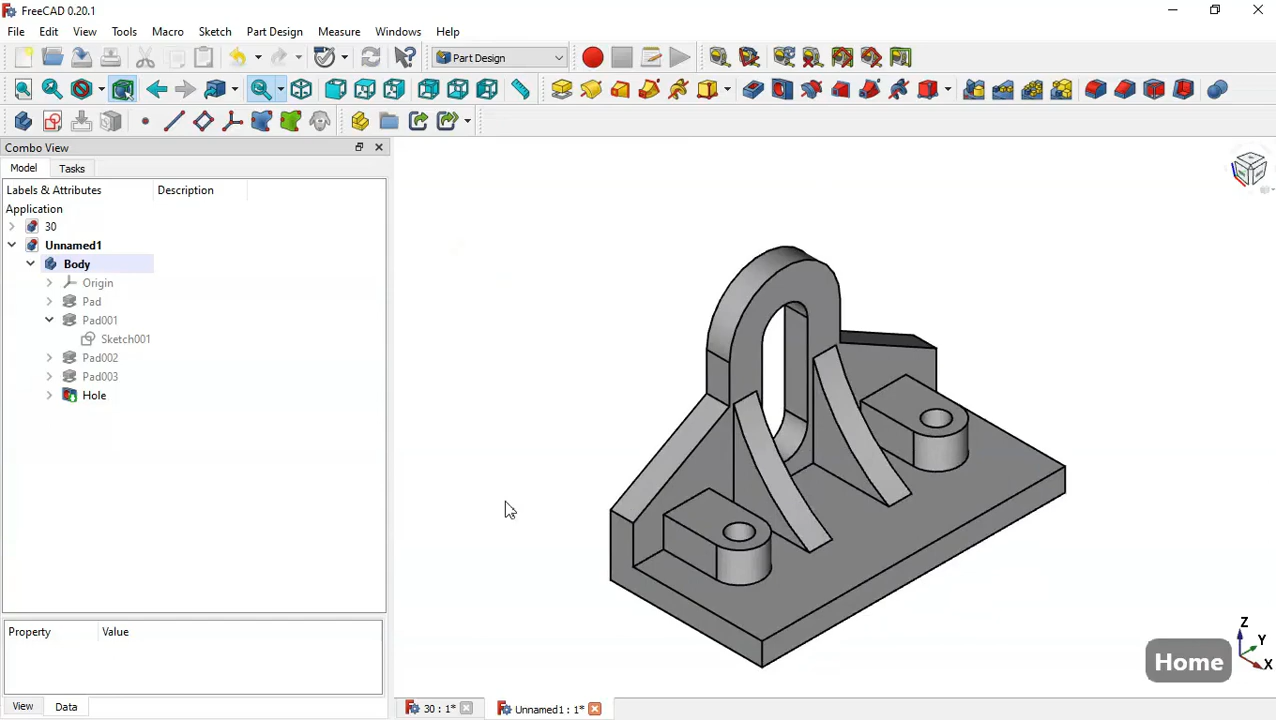 FreeCAD 0.20.1
File Edit View Tools Macro Sketch Part Design Measure Windows Help
Part Design
Combo View
Model Tasks
Labels & Attributes Description
Application
30
Unnamed1
Body
Origin
Pad
Pad001
Sketch001
Pad002
Pad003
Hole
Property Value
Z
Y
X
Home
View Data
30 : 1* Unnamed1 : 1*